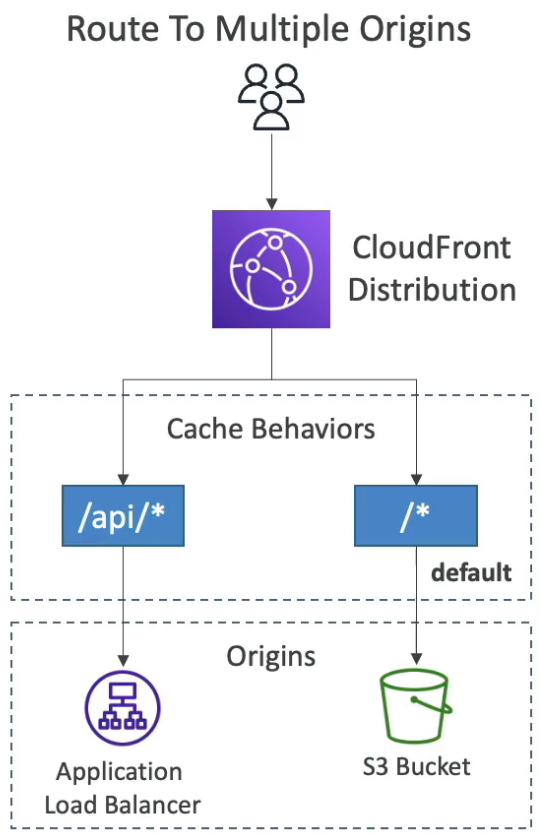 Route To Multiple Origins
CloudFront
Distribution
Cache Behaviors
/api/*
/*
default
Origins
Application
Load Balancer
S3 Bucket